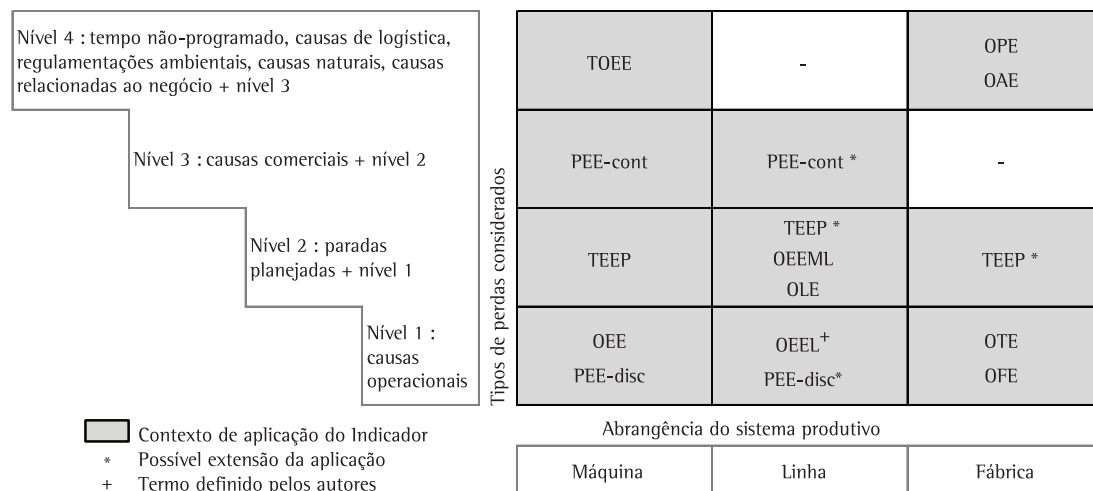 Nível 4 : tempo não-programado, causas de logística,
regulamentações ambientais, causas naturais, causas
relacionadas ao negócio + nível 3
Nível 3 : causas comerciais + nível 2
Nível 2 : paradas
planejadas + nível 1
Nível 1 :
causas
operacionais
Tipos de perdas considerados
TOEE
-
OPE
OAE
PEE-cont
PEE-cont *
-
TEEP
TEEP *
OEEML
OLE
TEEP *
OEE
PEE-disc
OEEL+
PEE-disc*
OTE
OFE
Abrangência do sistema produtivo
Máquina
Linha
Fábrica
Contexto de aplicação do Indicador
* Possível extensão da aplicação
+ Termo definido pelos autores